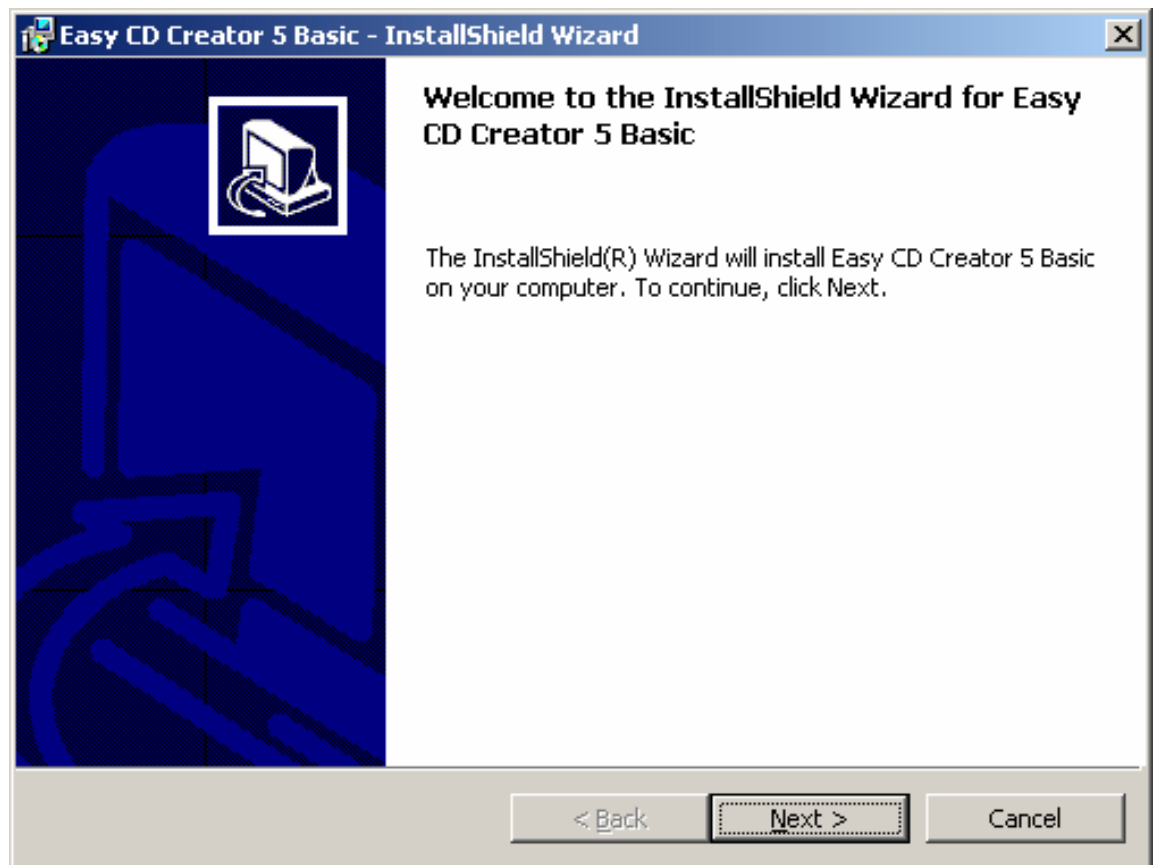 Easy CD Creator 5 Basic - InstallShield Wizard
Welcome to the InstallShield Wizard for Easy
CD Creator 5 Basic
The InstallShield(R) Wizard will install Easy CD Creator 5 Basic
on your computer. To continue, click Next.
< Back Next > Cancel